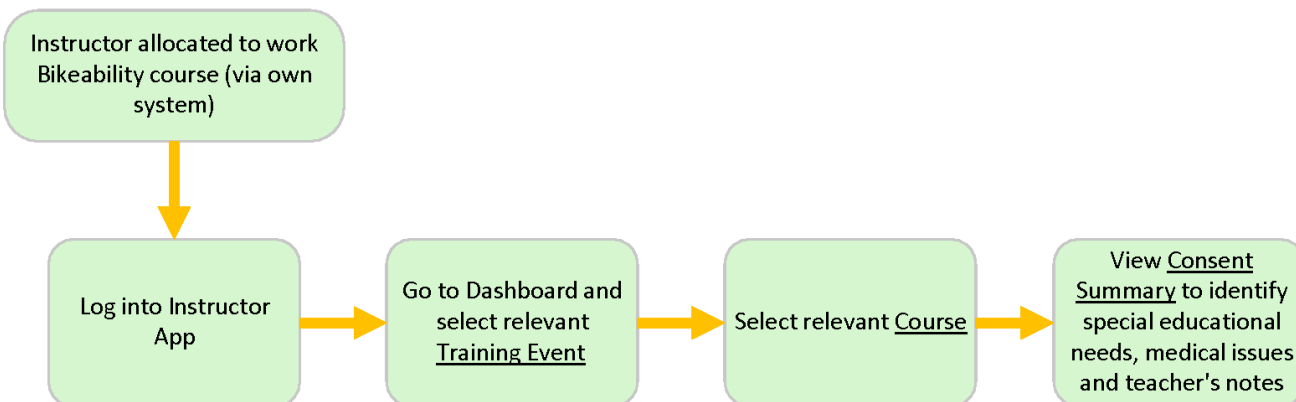 Instructor allocated to work
Bikeability course (via own
system)
Log into Instructor
App
Go to Dashboard and
select relevant
Training Event
Select relevant Course
View Consent
Summary to identify
special educational
needs, medical issues
and teacher's notes